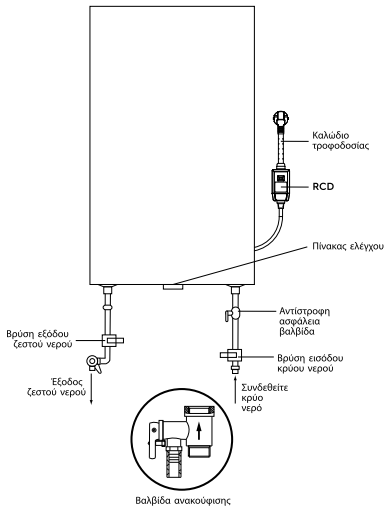 Καλώδιο
τροφοδοσίας
RCD
Πίνακας ελέγχου
Αντίστροφη
ασφάλεια
βαλβίδα
Βρύση εξόδου
ζεστού νερού
Βρύση εισόδου
κρύου νερού
Έξοδος
ζεστού νερού
Συνδεθείτε
κρύο
νερό
Βαλβίδα ανακούφισης